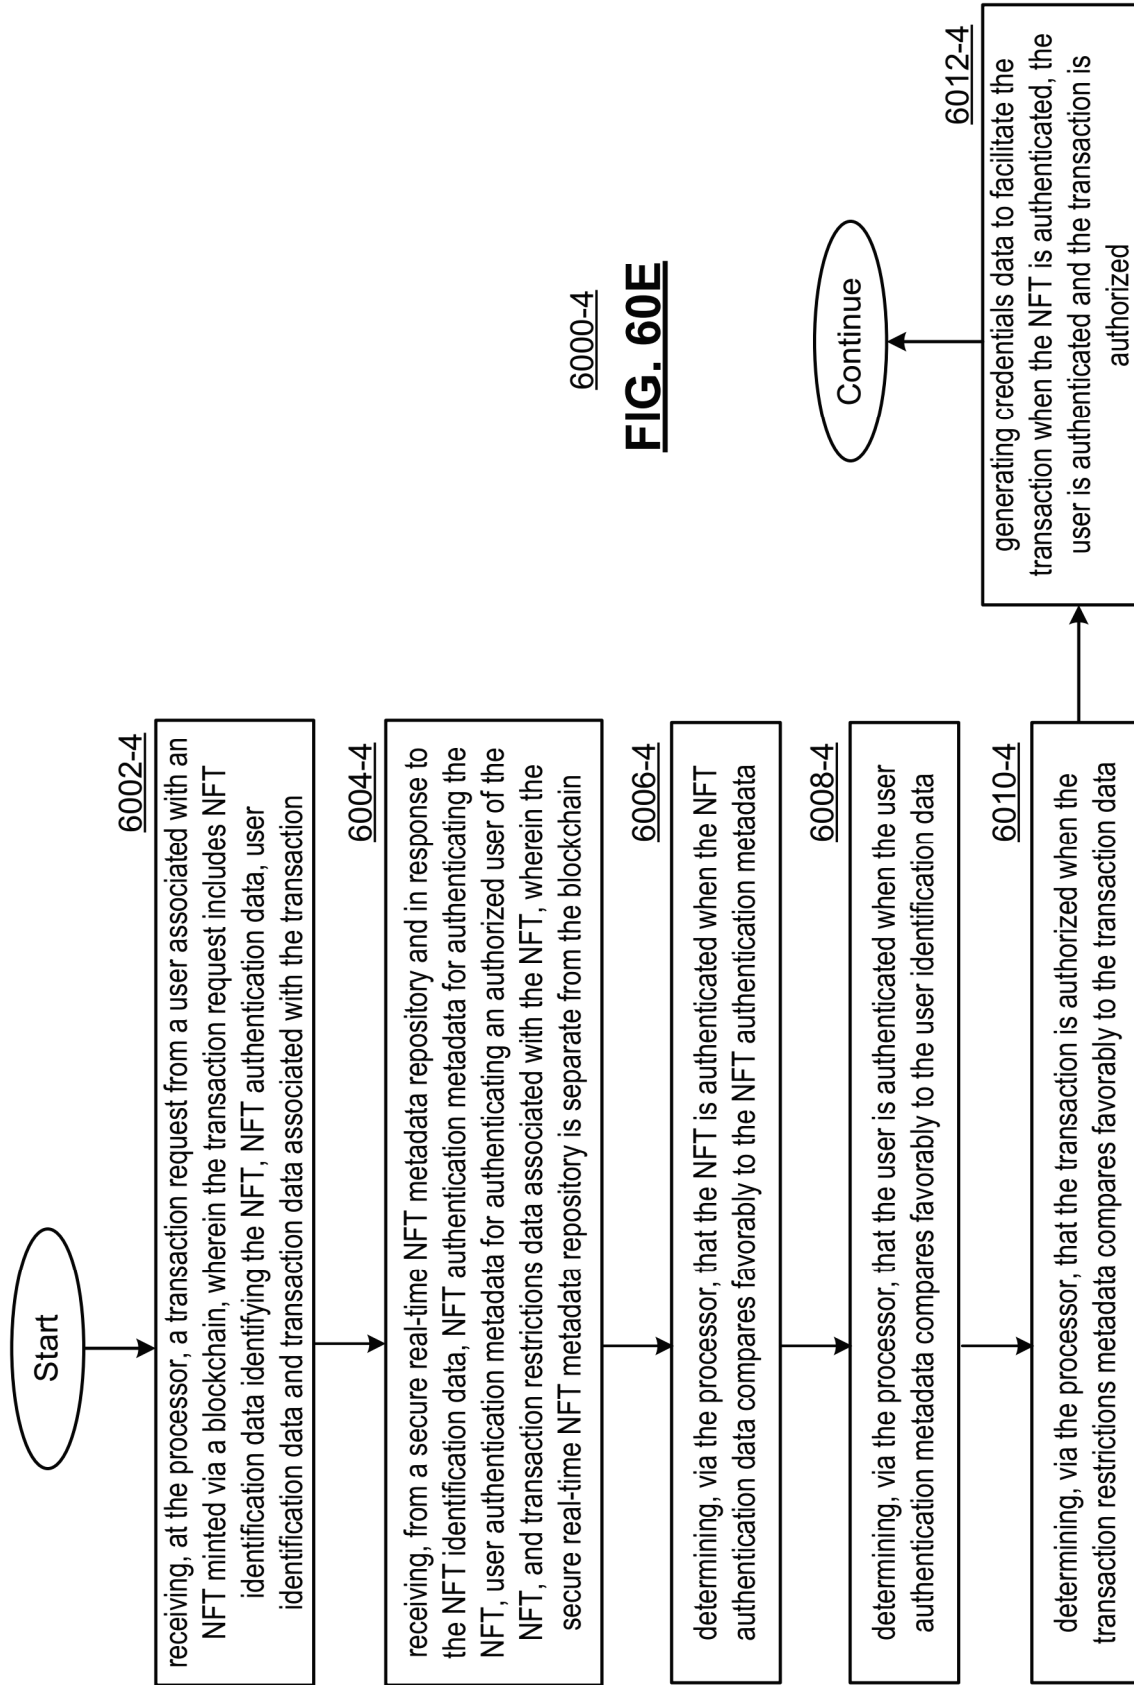 Start
6002-4
receiving, at the processor, a transaction request from a user associated with an
NFT minted via a blockchain, wherein the transaction request includes NFT
identification data identifying the NFT, NFT authentication data, user
identification data and transaction data associated with the transaction
6004-4
receiving, from a secure real-time NFT metadata repository and in response to
the NFT identification data, NFT authentication metadata for authenticating the
NFT, user authentication metadata for authenticating an authorized user of the
NFT, and transaction restrictions data associated with the NFT, wherein the
secure real-time NFT metadata repository is separate from the blockchain
6006-4
determining, via the processor, that the NFT is authenticated when the NFT
authentication data compares favorably to the NFT authentication metadata
6008-4
determining, via the processor, that the user is authenticated when the user
authentication metadata compares favorably to the user identification data
6010-4
determining, via the processor, that the transaction is authorized when the
transaction restrictions metadata compares favorably to the transaction data
6012-4
generating credentials data to facilitate the
transaction when the NFT is authenticated, the
user is authenticated and the transaction is
authorized
Continue
6000-4
FIG. 60E